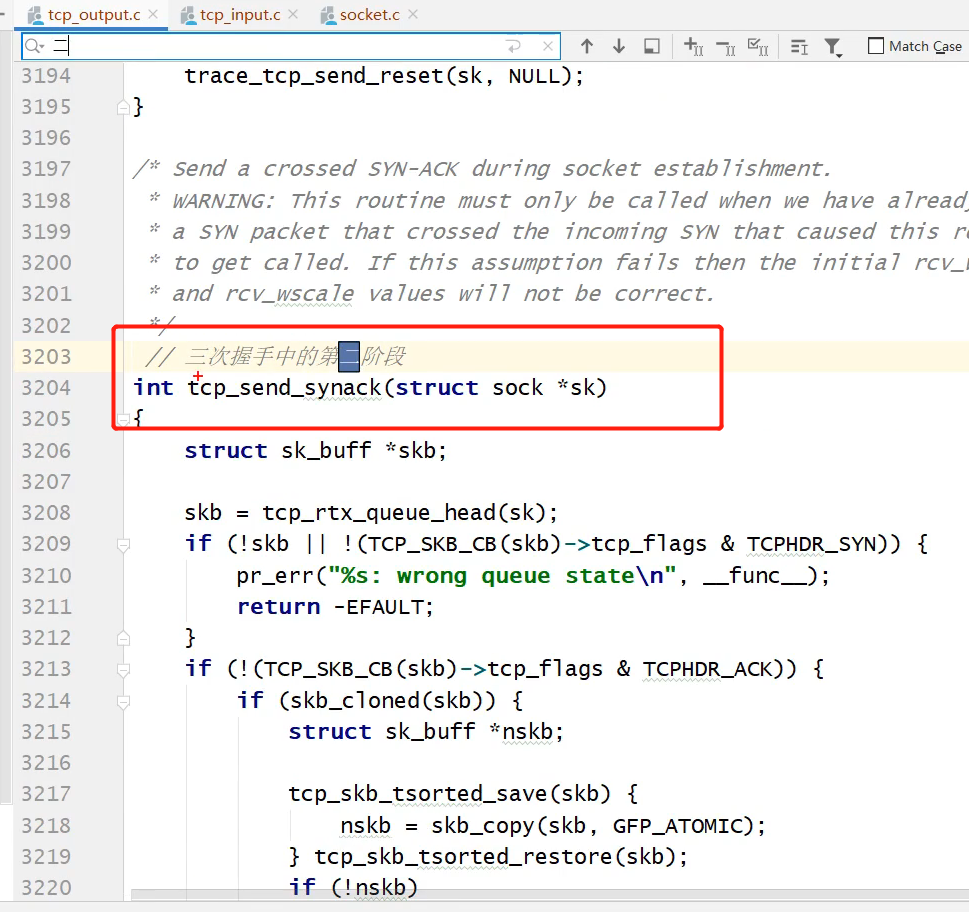 tcp_output.c tcp_input.c socket.c
二 Match Case
3194 trace_tcp_send_reset(sk, NULL);
3195 }
3196
3197 /* Send a crossed SYN-ACK during socket establishment.
3198 * WARNING: This routine must only be called when we have already
3199 * a SYN packet that crossed the incoming SYN that caused this
3200 * to get called. If this assumption fails then the initial
3201 * and rcv_wscale values will not be correct.
3202 */
3203 // 三次握手中的第二阶段
3204 int tcp_send_synack(struct sock *sk)
3205 {
3206 struct sk_buff *skb;
3207
3208 skb = tcp_rtx_queue_head(sk);
3209 if (!skb || !(TCP_SKB_CB(skb)->tcp_flags & TCPHDR_SYN)) {
3210 pr_err("%s: wrong queue state\n", __func__);
3211 return -EFAULT;
3212 }
3213 if (!(TCP_SKB_CB(skb)->tcp_flags & TCPHDR_ACK)) {
3214 if (skb_cloned(skb)) {
3215 struct sk_buff *nskb;
3216
3217 tcp_skb_tsorted_save(skb) {
3218 nskb = skb_copy(skb, GFP_ATOMIC);
3219 } tcp_skb_tsorted_restore(skb);
3220 if (!nskb)